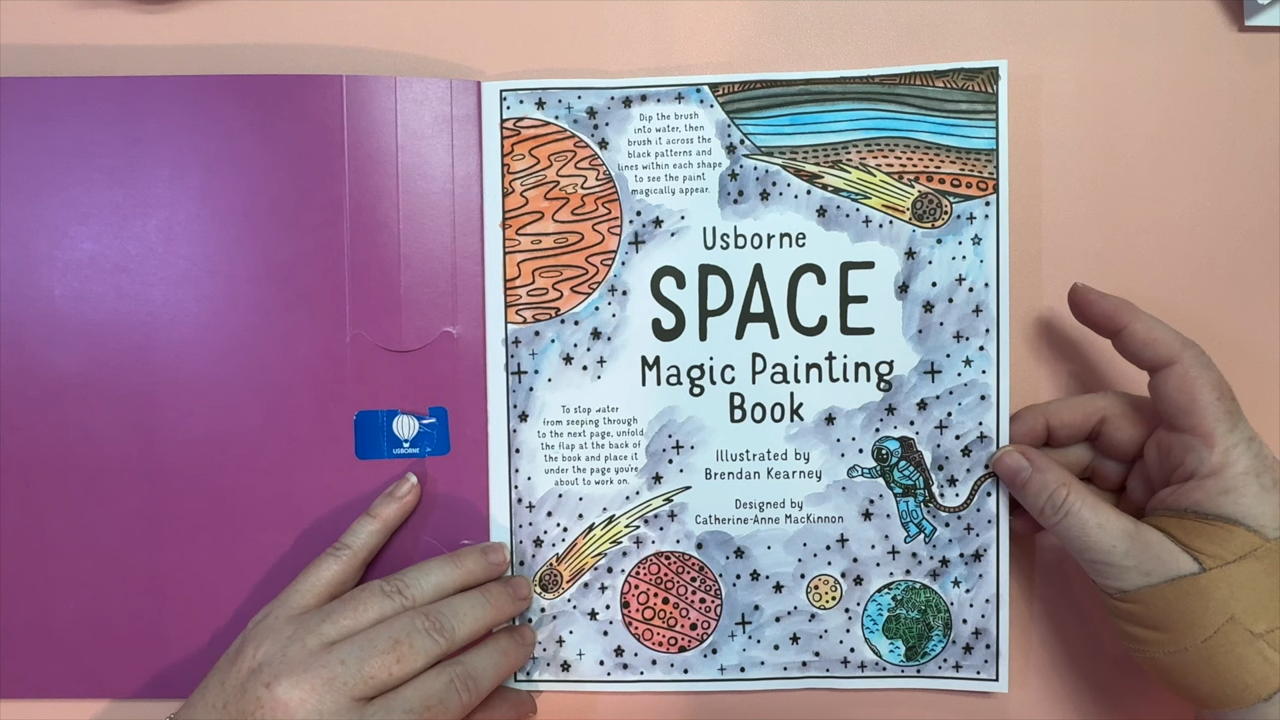 Dip the brush
into water, then
brush it across the
black patterns and
lines within each shape
to see the paint
magically appear.
Usborne
SPACE
Magic Painting
Book
To stop water
from seeping through
to the next page, unfold
the flap at the back of
the book and place it
under the page you're
about to work on.
Illustrated by
Brendan Kearney
Designed by
Catherine-Anne MacKinnon
USBORNE